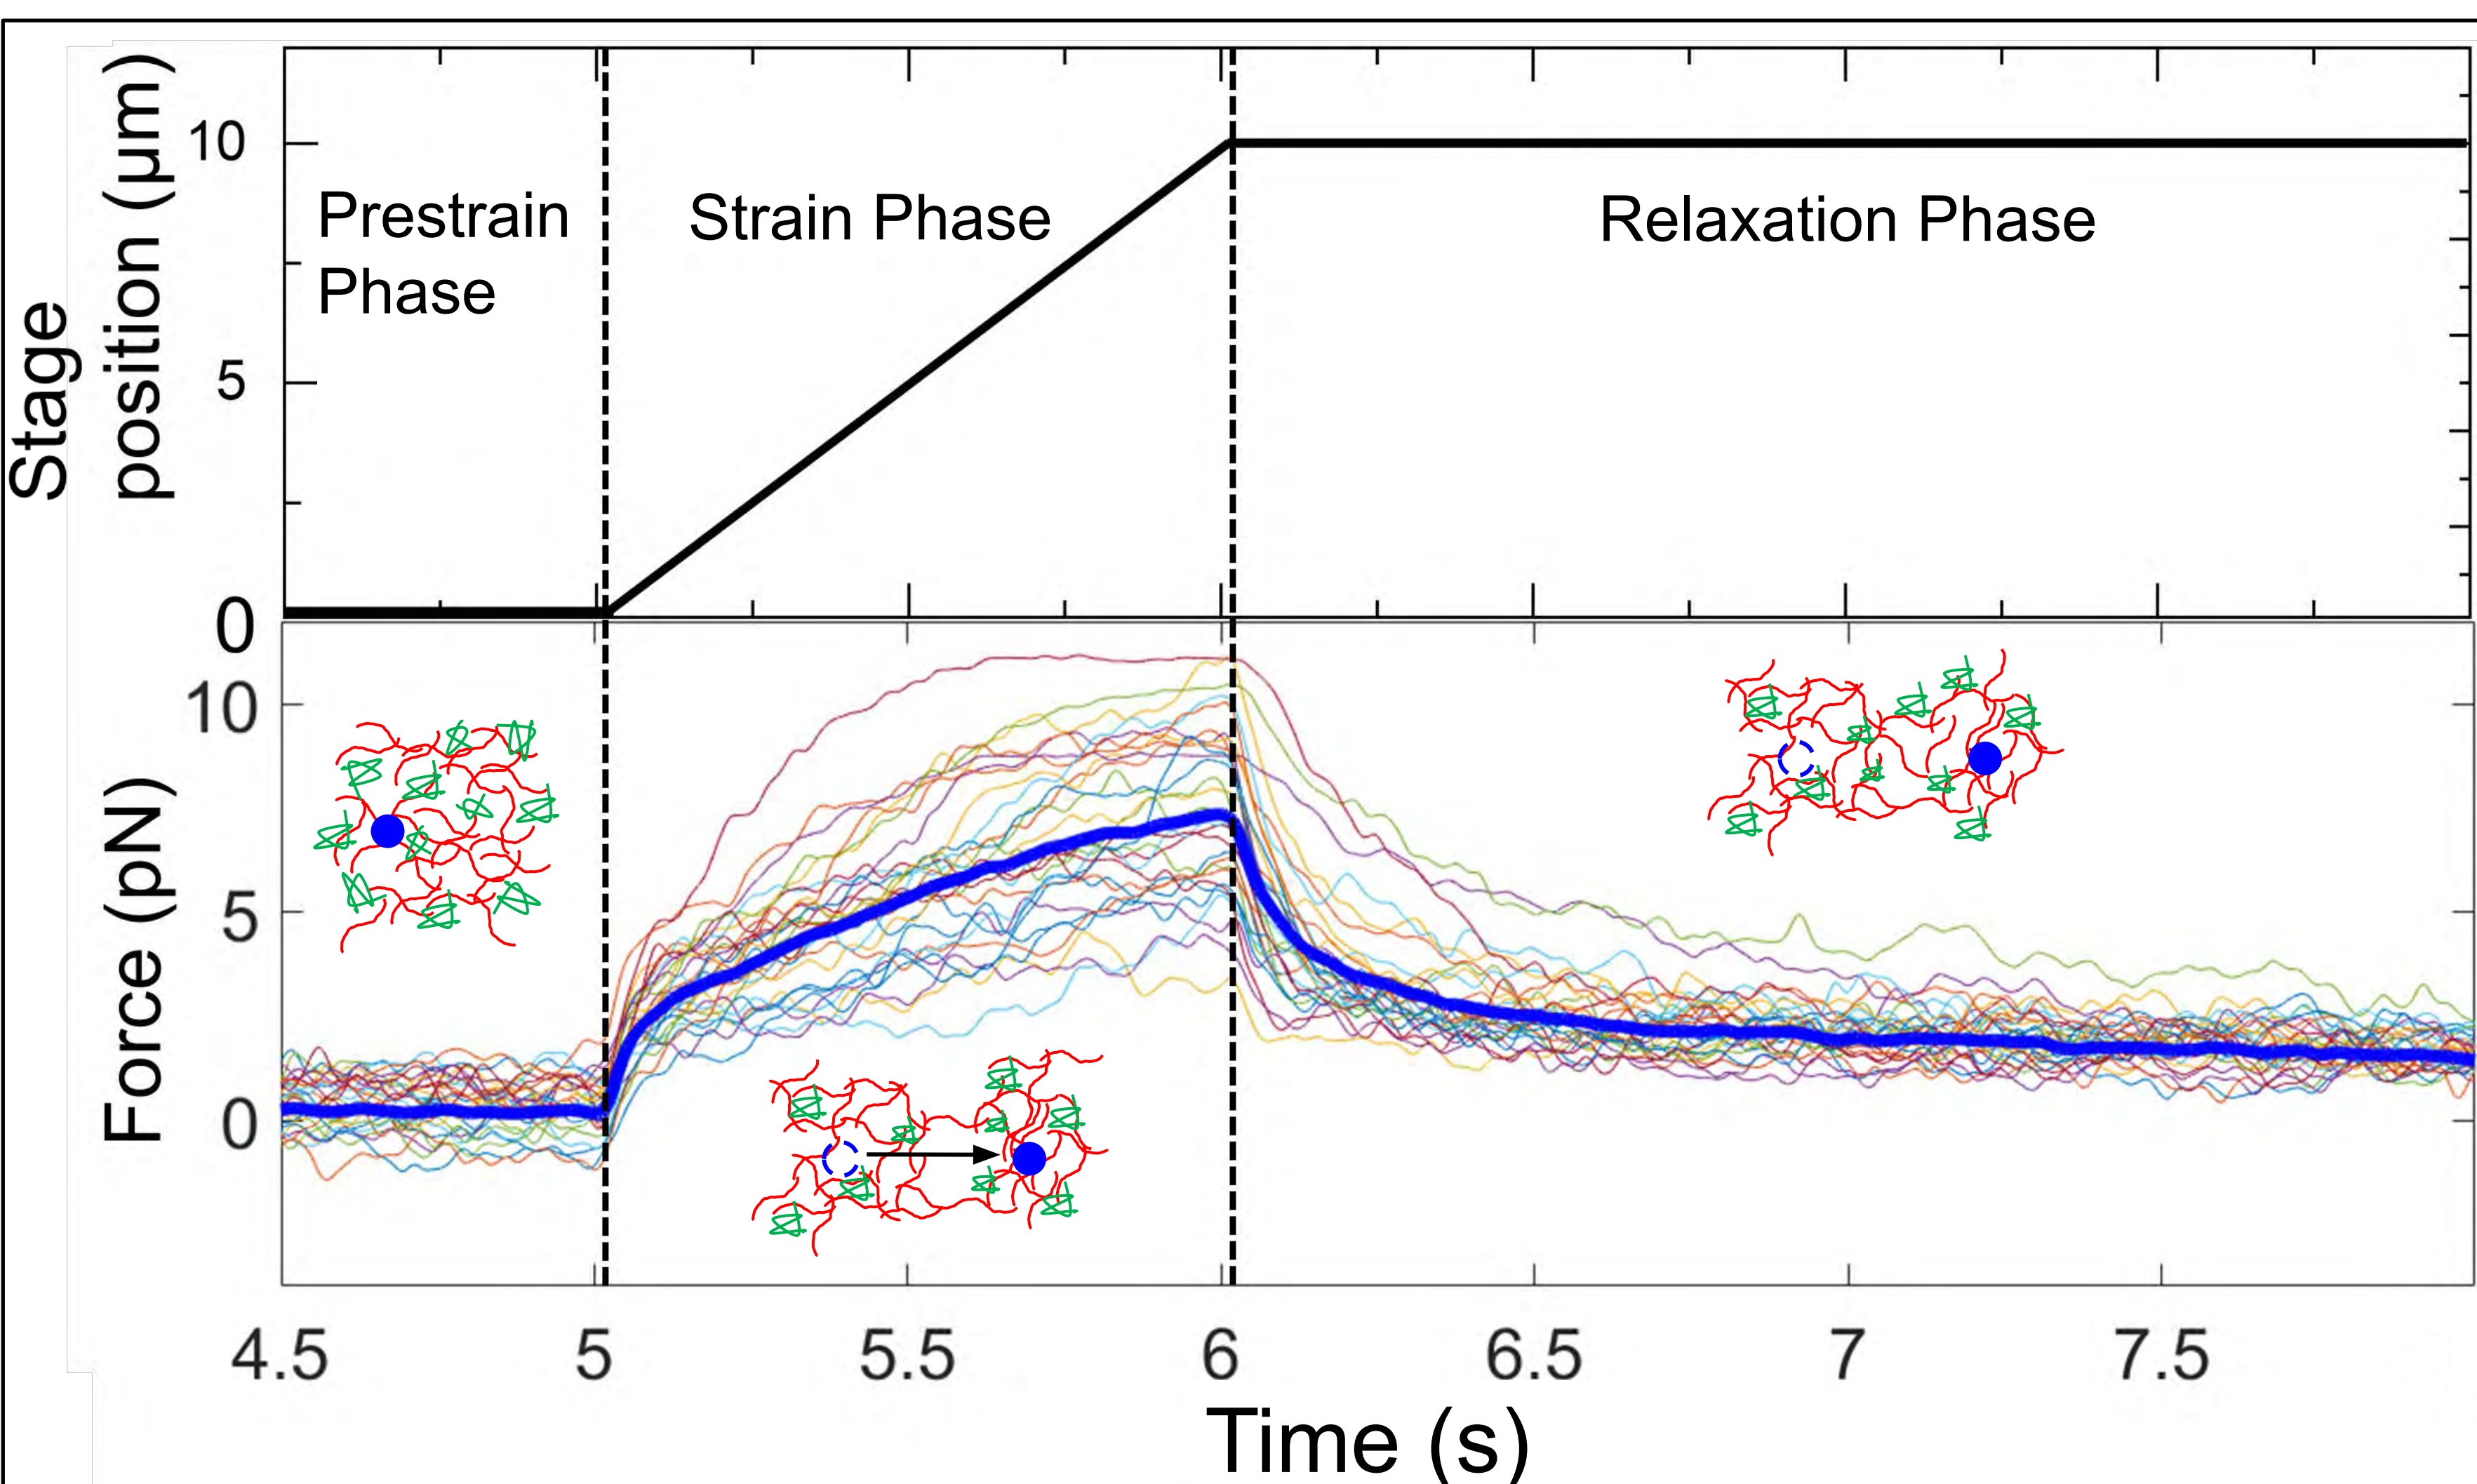 Stage
position (µm)
10
5
0
Prestrain
Phase
Strain Phase
Relaxation Phase
Force (pN)
10
5
0
4.5 5 5.5 6 6.5 7 7.5
Time (s)